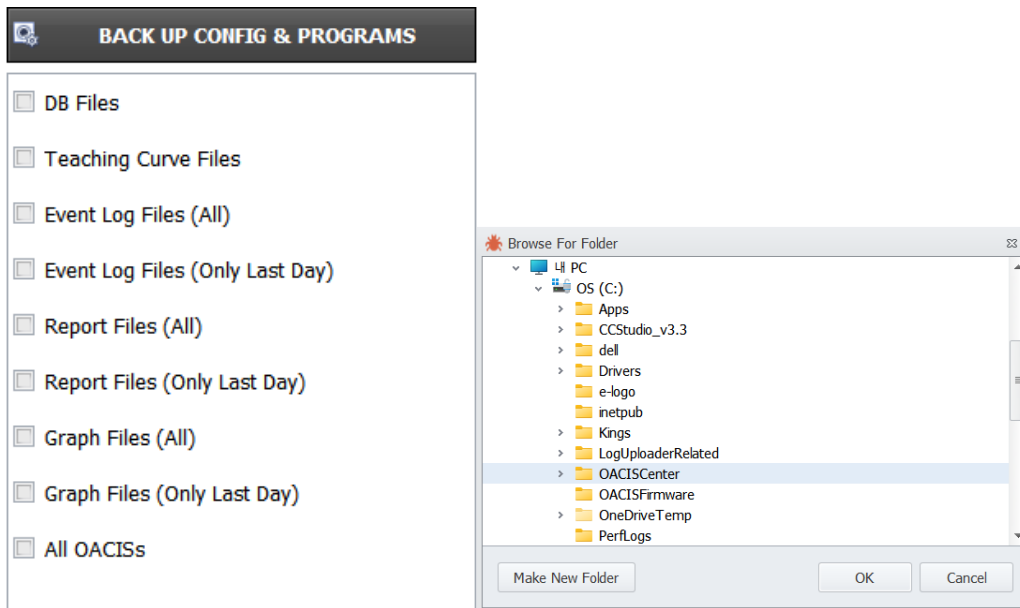 BACK UP CONFIG & PROGRAMS
DB Files
Teaching Curve Files
Event Log Files (All)
Event Log Files (Only Last Day)
Report Files (All)
Report Files (Only Last Day)
Graph Files (All)
Graph Files (Only Last Day)
All OACISs
Browse For Folder
내 PC
OS (C:)
Apps
CCStudio_v3.3
dell
Drivers
e-logo
inetpub
Kings
LogUploaderRelated
OACISCenter
OACISFirmware
OneDriveTemp
PerfLogs
Make New Folder
OK
Cancel